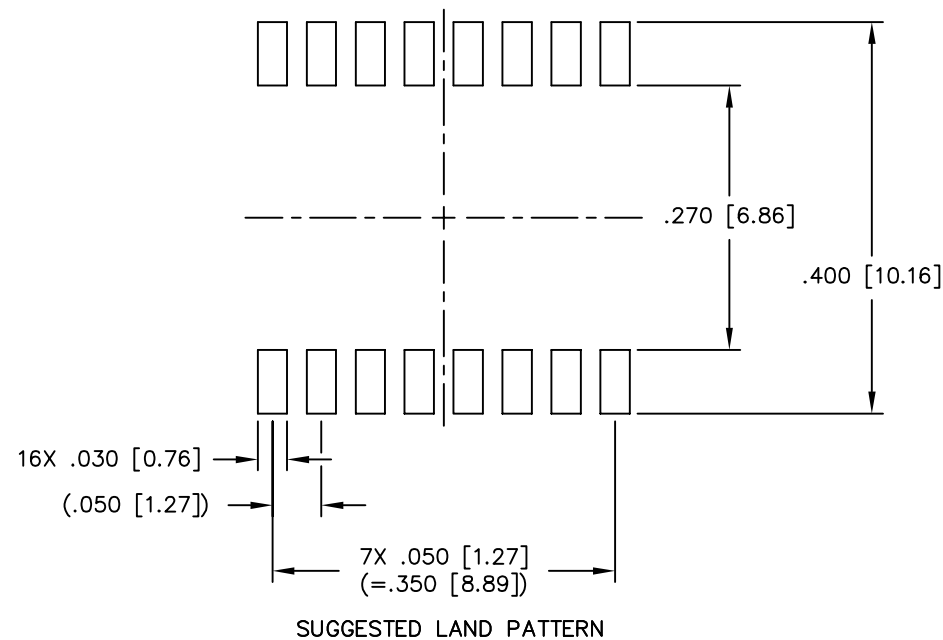 .270 [6.86]
.400 [10.16]
16X .030 [0.76]
(.050 [1.27])
7X .050 [1.27]
(=.350 [8.89])
SUGGESTED LAND PATTERN